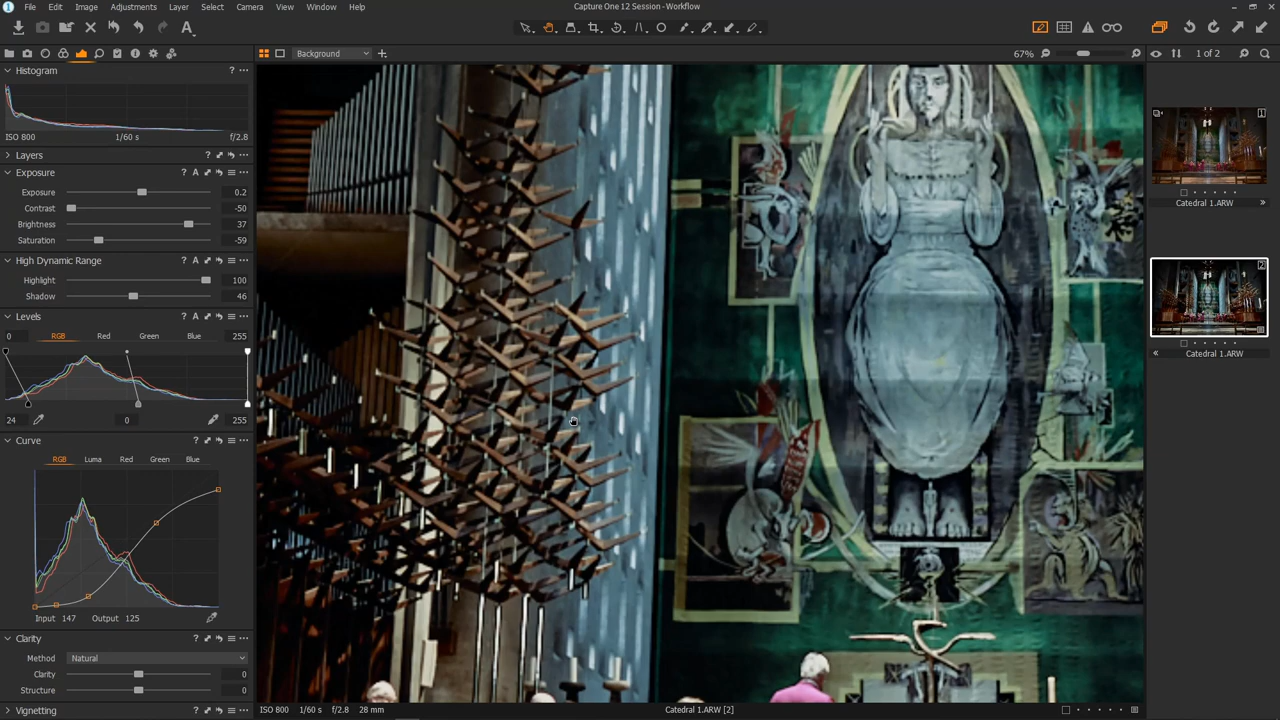 File Edit Image Adjustments Layer Select Camera View Window Help
Capture One 12 Session - Workflow
Background
67%
1 of 2
Histogram
ISO 800 1/60 s f/2.8
Layers
Exposure
Exposure 0.2
Contrast -50
Brightness 37
Saturation -59
High Dynamic Range
Highlight 100
Shadow 46
Levels
0 RGB Red Green Blue 255
24 0 255
Curve
RGB Luma Red Green Blue
Input 147 Output 125
Clarity
Method Natural
Clarity 0
Structure 0
Vignetting
ISO 800 1/60 s f/2.8 28 mm
Catedral 1.ARW [2]
1
Catedral 1.ARW
2
Catedral 1.ARW